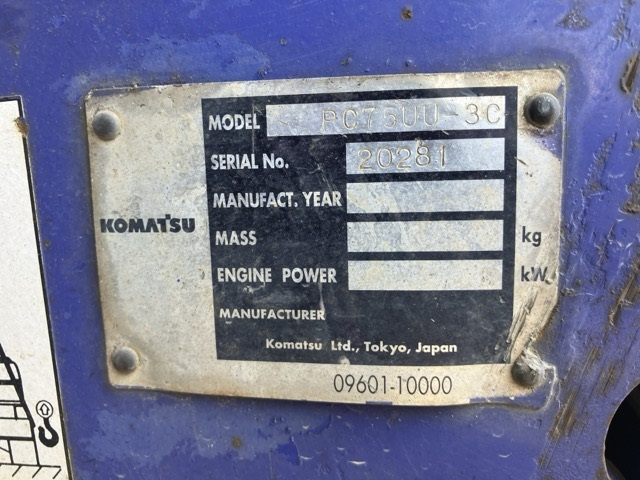 MODEL PC75UU-3C
SERIAL No. 20281
MANUFACT. YEAR
KOMATSU
MASS kg
ENGINE POWER kW
MANUFACTURER
Komatsu Ltd., Tokyo, Japan
09601-10000